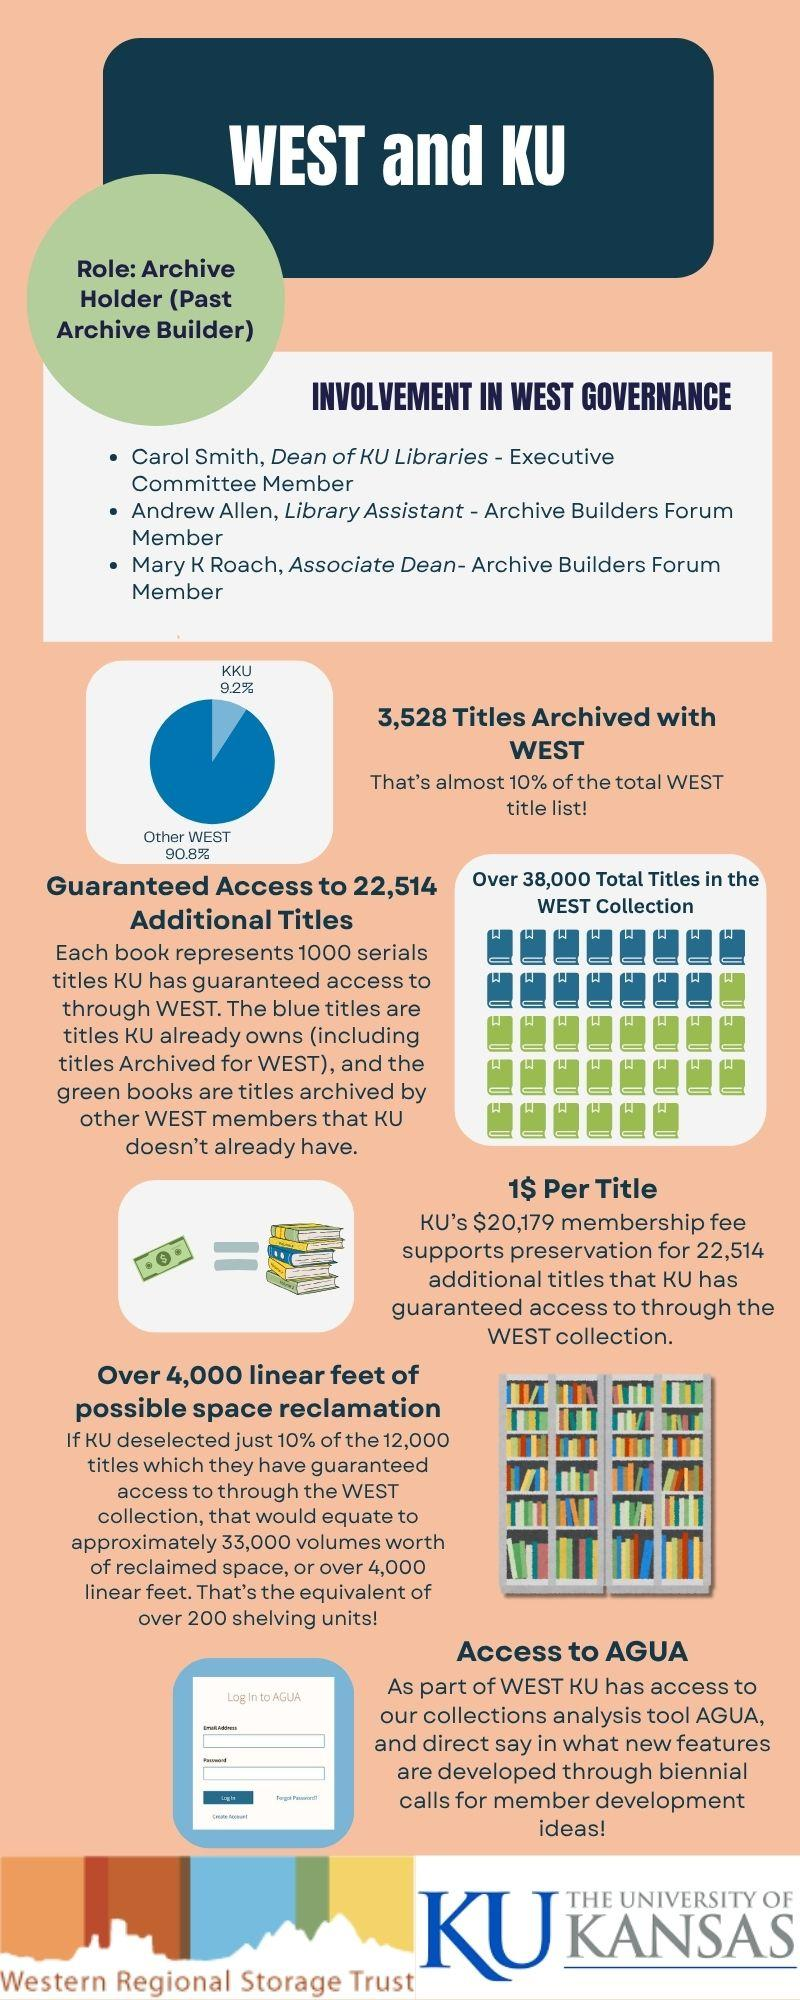 WEST and KU
Role: Archive
Holder (Past
Archive Builder)
INVOLVEMENT IN WEST GOVERNANCE
• Carol Smith, Dean of KU Libraries - Executive
Committee Member
• Andrew Allen, Library Assistant - Archive Builders Forum
Member
• Mary K Roach, Associate Dean- Archive Builders Forum
Member
KKU
9.2%
Other WEST
90.8%
3,528 Titles Archived with
WEST
That's almost 10% of the total WEST
title list!
Guaranteed Access to 22,514
Additional Titles
Each book represents 1000 serials
titles KU has guaranteed access to
through WEST. The blue titles are
titles KU already owns (including
titles Archived for WEST), and the
green books are titles archived by
other WEST members that KU
doesn't already have.
Over 38,000 Total Titles in the
WEST Collection
1$ Per Title
KU's $20,179 membership fee
supports preservation for 22,514
additional titles that KU has
guaranteed access to through the
WEST collection.
Over 4,000 linear feet of
possible space reclamation
If KU deselected just 10% of the 12,000
titles which they have guaranteed
access to through the WEST
collection, that would equate to
approximately 33,000 volumes worth
of reclaimed space, or over 4,000
linear feet. That's the equivalent of
over 200 shelving units!
Access to AGUA
As part of WEST KU has access to
our collections analysis tool AGUA,
and direct say in what new features
are developed through biennial
calls for member development
ideas!
Log In to AGUA
Email Address
Password
Log In
Forgot Password?
Create Account
Western Regional Storage Trust
KU THE UNIVERSITY OF
KANSAS